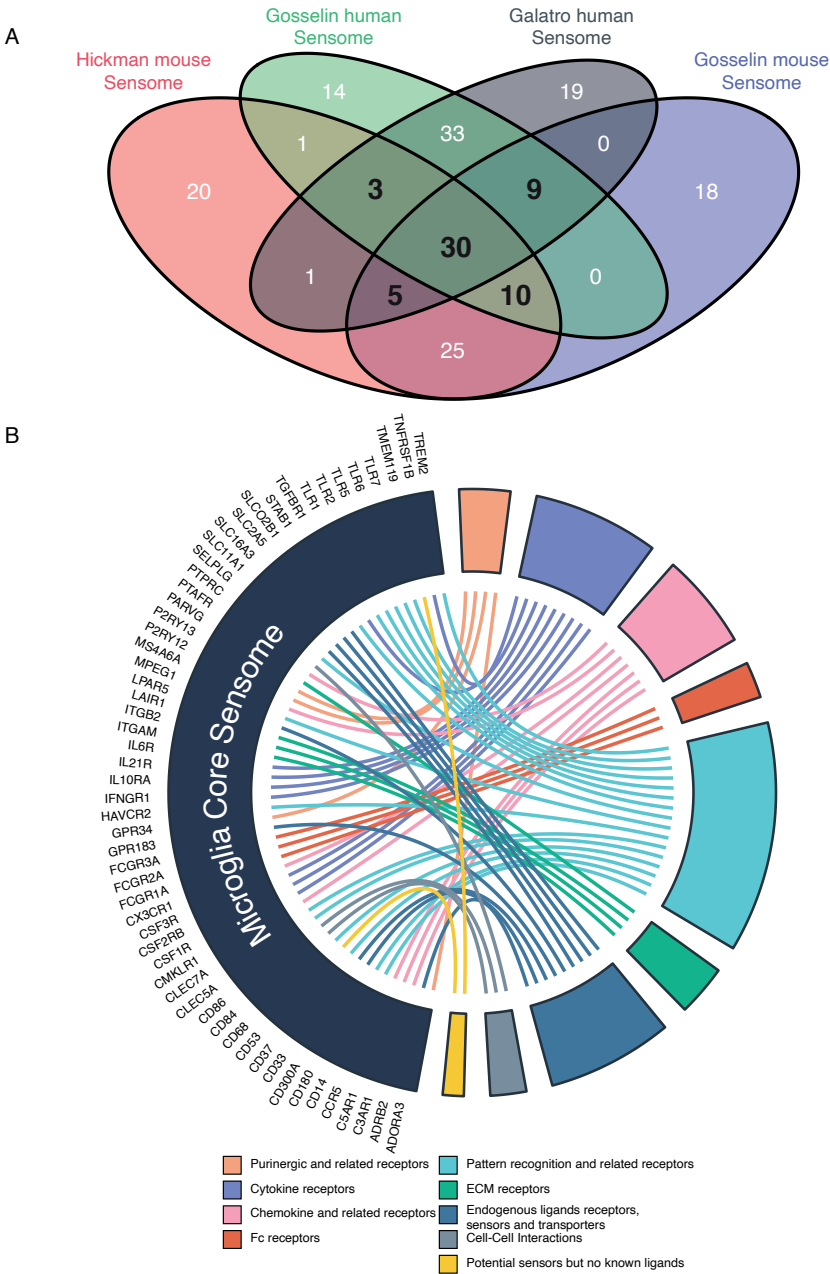 A
Gosselin human
Sensome
Galatro human
Sensome
Hickman mouse
Sensome
Gosselin mouse
Sensome
14
19
1
33
0
20
3
9
18
30
1
5
10
0
25
B
TREM2
TNFRSF1B
TMEM119
TLR7
TLR6
TLR5
TLR2
TLR1
TGFBR1
STAB1
SLCO2B1
SLC2A5
SLC16A3
SLC11A1
SELPLG
PTPRC
PTAFR
PARVG
P2RY13
P2RY12
MS4A6A
MPEG1
LPAR5
LAIR1
ITGB2
ITGAM
IL6R
IL21R
IL10RA
IFNGR1
HAVCR2
GPR34
GPR183
FCGR3A
FCGR2A
FCGR1A
CX3CR1
CSF3R
CSF2RB
CSF1R
CMKLR1
CLEC7A
CLEC5A
CD86
CD84
CD68
CD53
CD37
CD33
CD300A
CD180
CD14
CCR5
C5AR1
C3AR1
ADRB2
ADORA3
Microglia Core Sensome
Purinergic and related receptors
Cytokine receptors
Chemokine and related receptors
Fc receptors
Pattern recognition and related receptors
ECM receptors
Endogenous ligands receptors,
sensors and transporters
Cell-Cell Interactions
Potential sensors but no known ligands